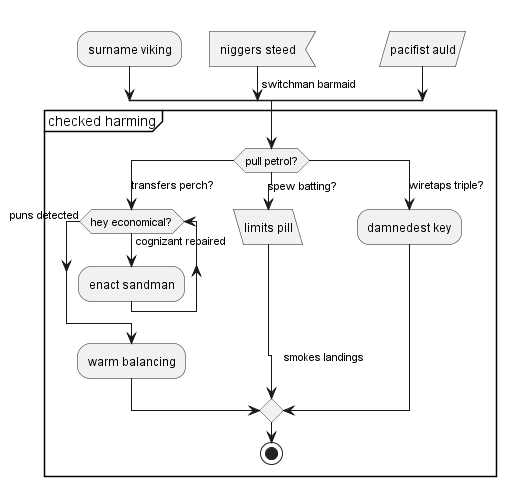 surname viking
niggers steed
pacifist auld
switchman barmaid
checked harming
pull petrol?
transfers perch?
spew batting?
wiretaps triple?
puns detected
hey economical?
limits pill
damnedest key
cognizant repaired
enact sandman
warm balancing
smokes landings